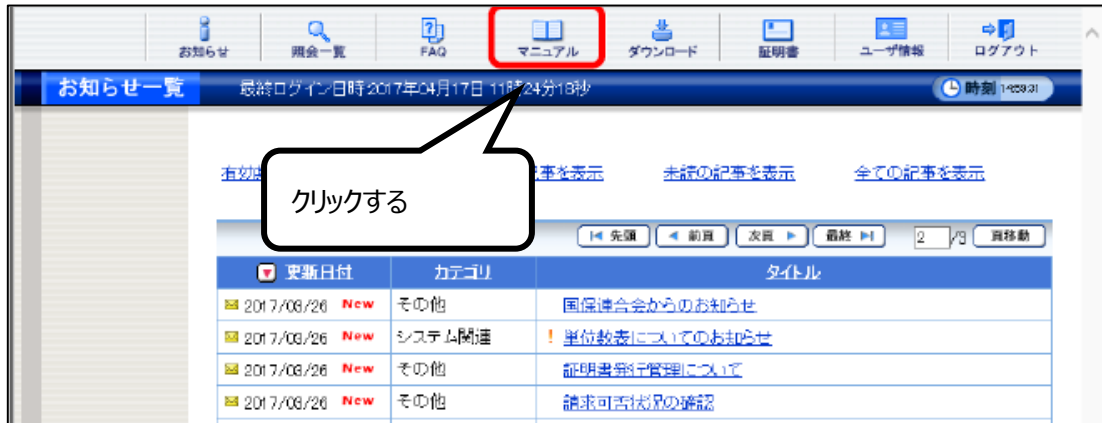 お知らせ 照会一覧 FAQ マニュアル ダウンロード 証明書 ユーザ情報 ログアウト
お知らせ一覧 最終ログイン日時:2017年04月17日 11時24分18秒 時刻
クリックする
事を表示 未読の記事を表示 全ての記事を表示
先頭 前頁 次頁 最終 2 /3 頁移動
更新日付 カテゴリ タイトル
2017/03/26 New その他 国保連合会からのお知らせ
2017/03/26 New システム関連 ! 単位数表についてのお知らせ
2017/03/26 New その他 証明書発行管理について
2017/03/26 New その他 請求可否状況の確認